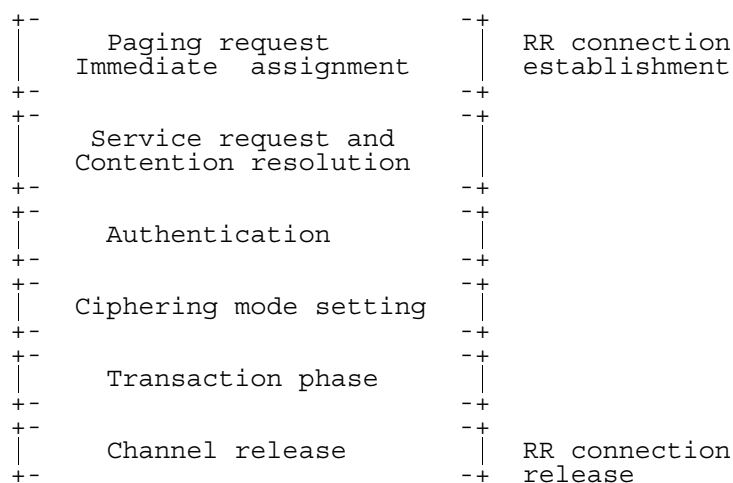 Paging request RR connection
Immediate assignment establishment
Service request and
Contention resolution
Authentication
Ciphering mode setting
Transaction phase
Channel release RR connection
release